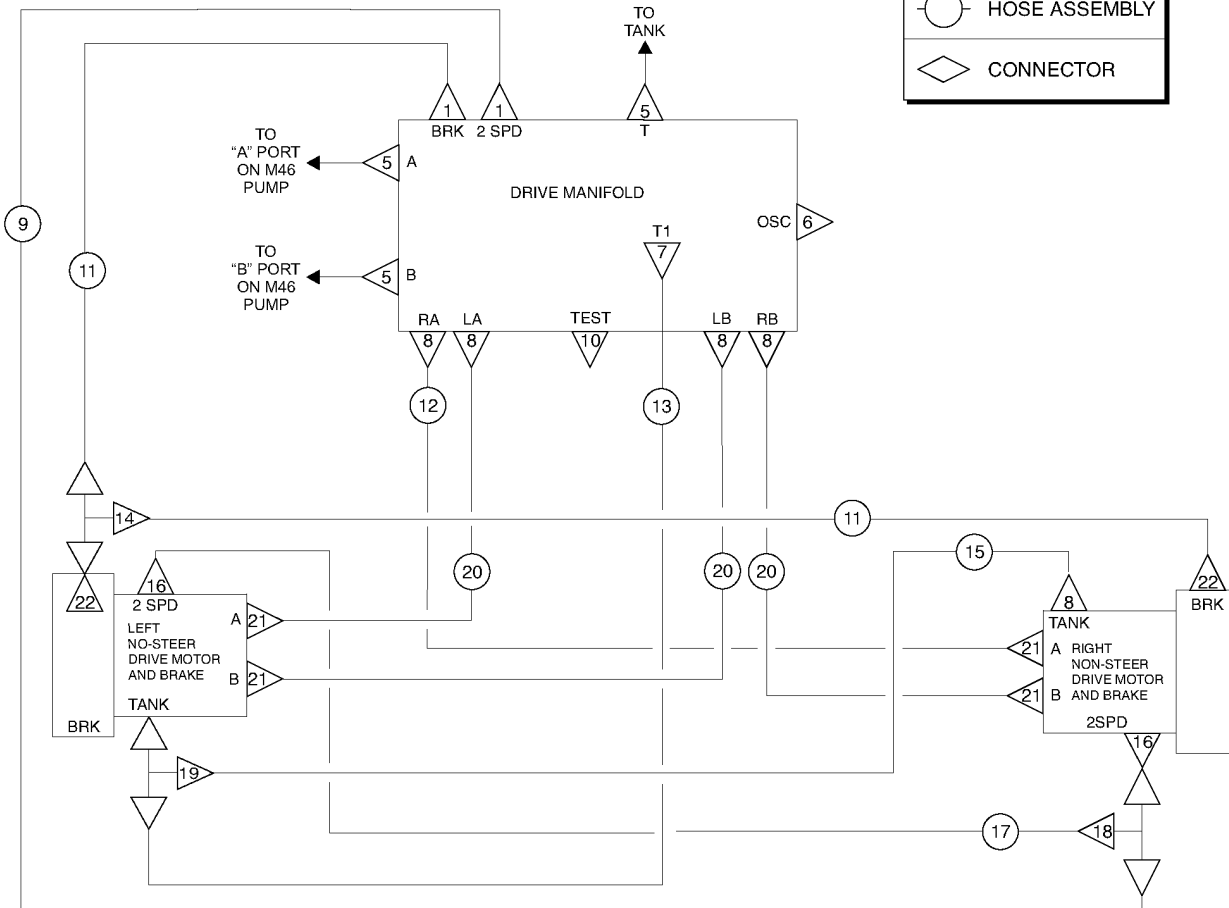 HOSE ASSEMBLY
CONNECTOR
TO
TANK
1
1
5
BRK
2 SPD
T
TO
"A" PORT
ON M46
PUMP
5
A
DRIVE MANIFOLD
OSC
6
9
T1
7
TO
"B" PORT
ON M46
PUMP
5
B
11
RA
LA
TEST
LB
RB
8
8
10
8
8
12
13
14
11
15
20
20
20
16
22
2 SPD
A
21
LEFT
NO-STEER
DRIVE MOTOR
AND BRAKE
B
21
TANK
BRK
22
BRK
8
TANK
21
A
RIGHT
NON-STEER
DRIVE MOTOR
AND BRAKE
21
B
2SPD
16
19
17
18